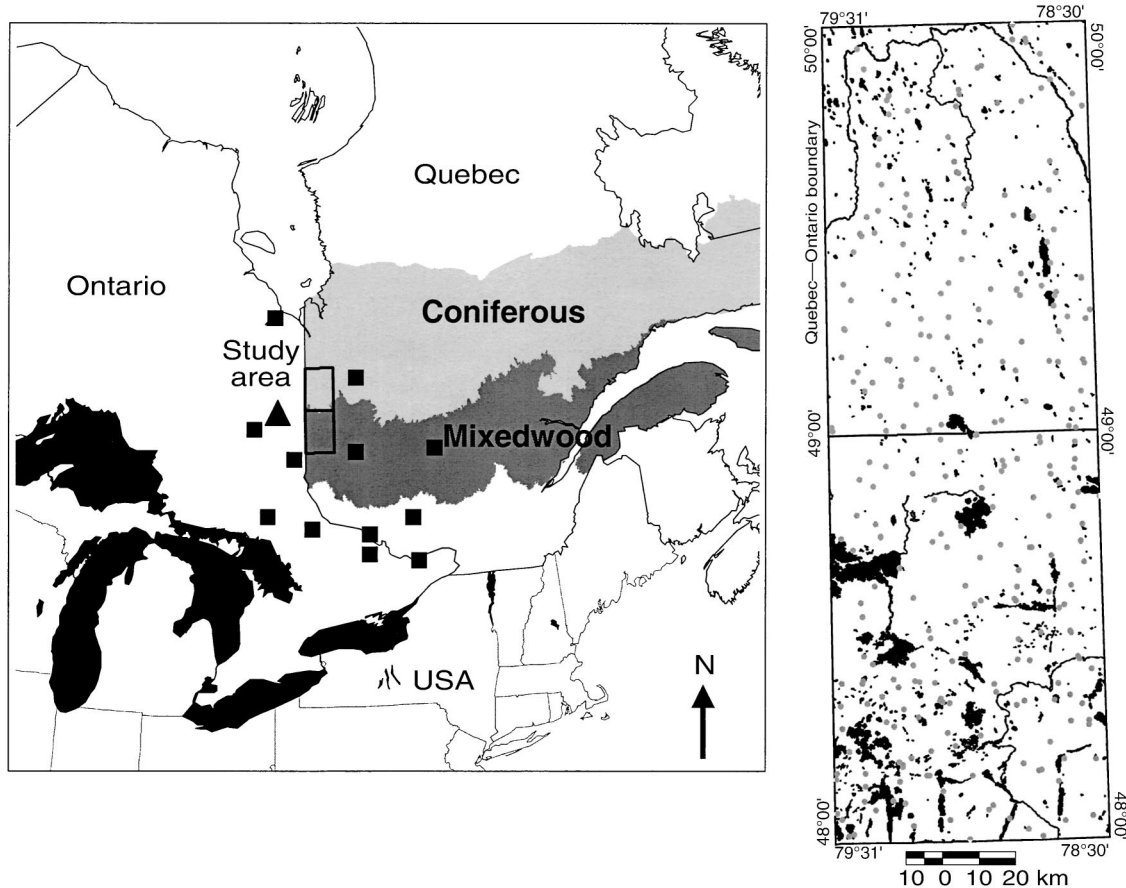 Quebec
Ontario
Coniferous
Study
area
Mixedwood
N
USA
79°31'
78°30'
50°00'
50°00'
Quebec—Ontario boundary
49°00'
49°00'
48°00'
48°00'
79°31'
78°30'
10 0 10 20 km